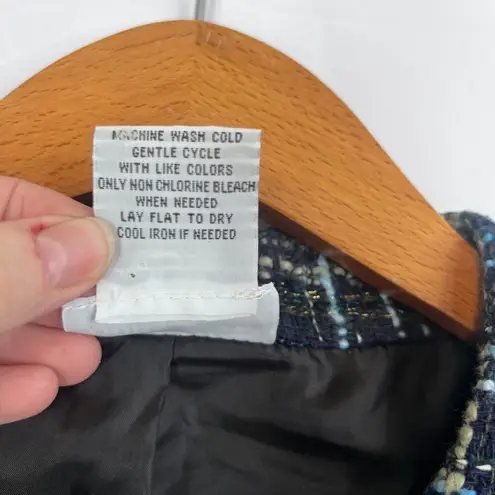 MACHINE WASH COLD
GENTLE CYCLE
WITH LIKE COLORS
ONLY NON CHLORINE BLEACH
WHEN NEEDED
LAY FLAT TO DRY
COOL IRON IF NEEDED